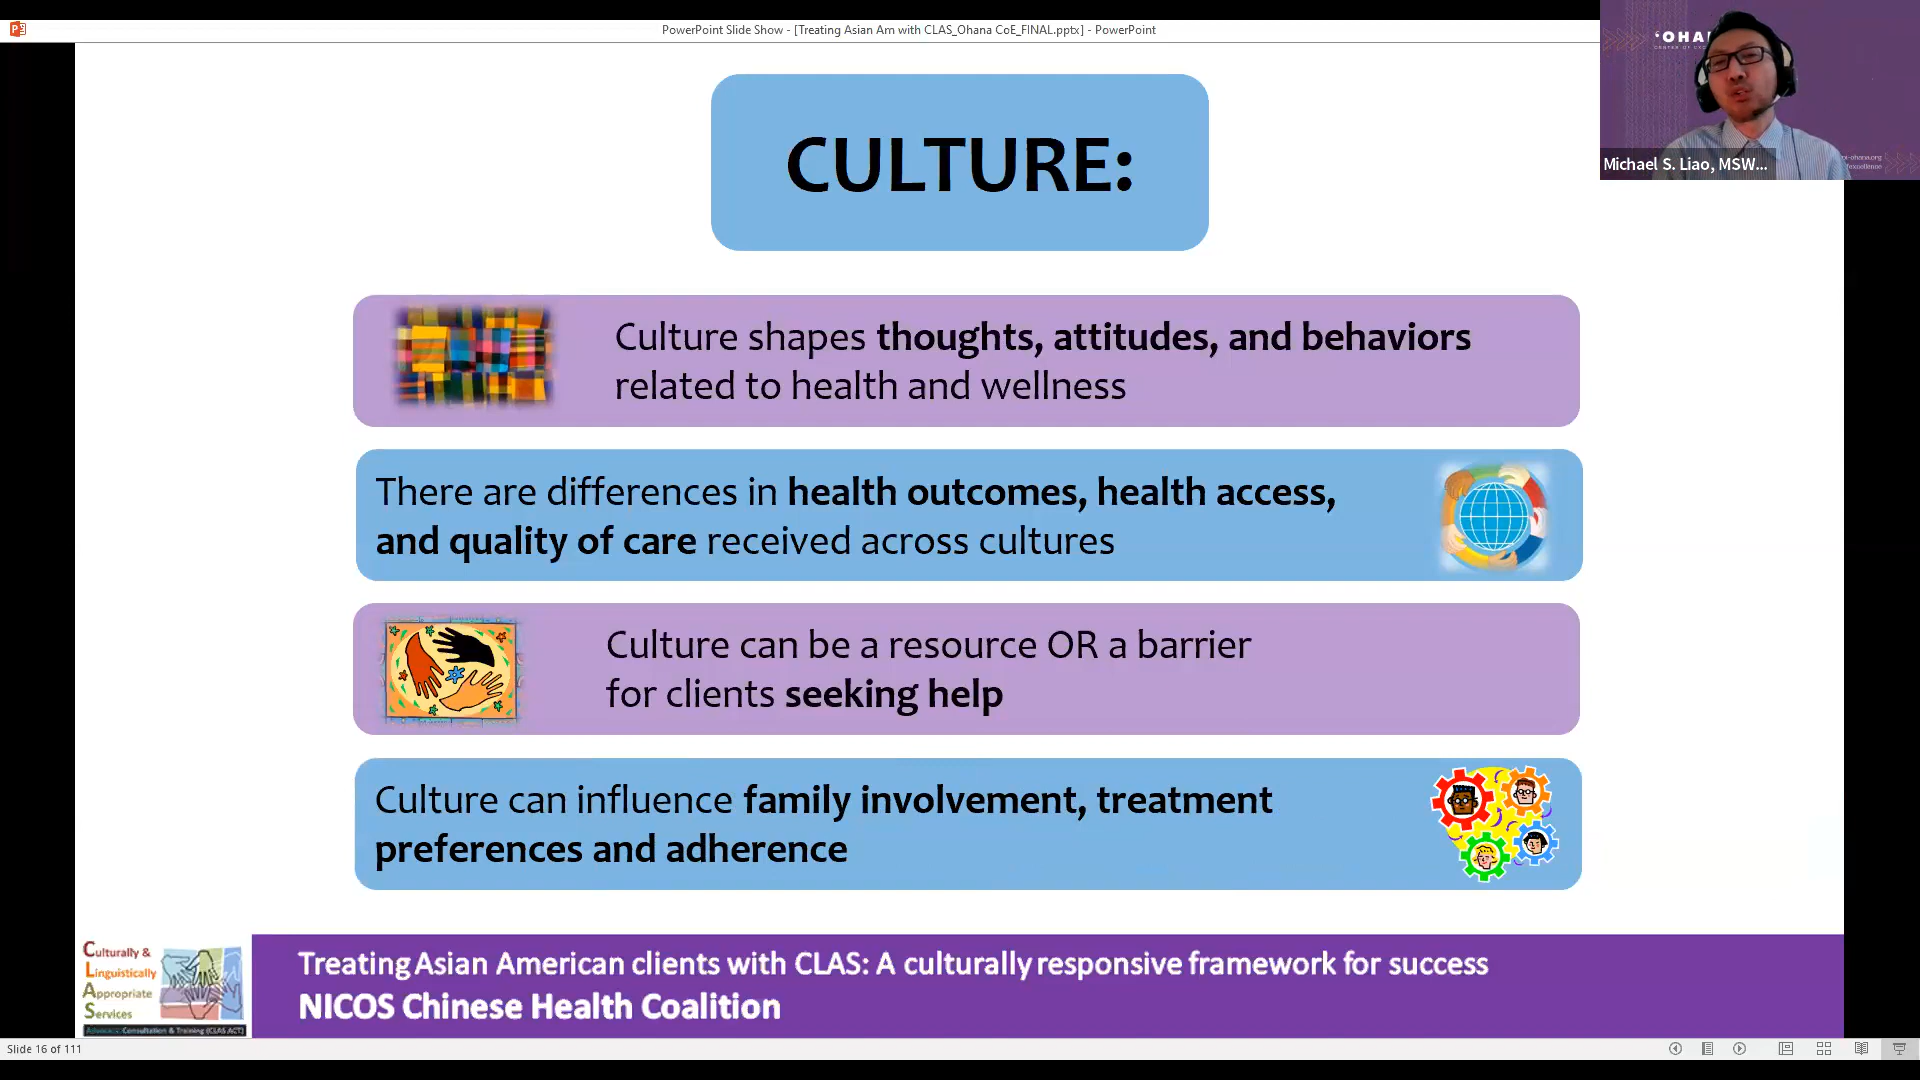 PowerPoint Slide Show - [Treating Asian Am with CLAS_Ohana CoE_FINAL.pptx] - PowerPoint
Michael S. Liao, MSW...
CULTURE:
Culture shapes thoughts, attitudes, and behaviors
related to health and wellness
There are differences in health outcomes, health access,
and quality of care received across cultures
Culture can be a resource OR a barrier
for clients seeking help
Culture can influence family involvement, treatment
preferences and adherence
Culturally &
Linguistically
Appropriate
Services
Consultation & Training (CLAS ACT)
Treating Asian American clients with CLAS: A culturally responsive framework for success
NICOS Chinese Health Coalition
Slide 16 of 111